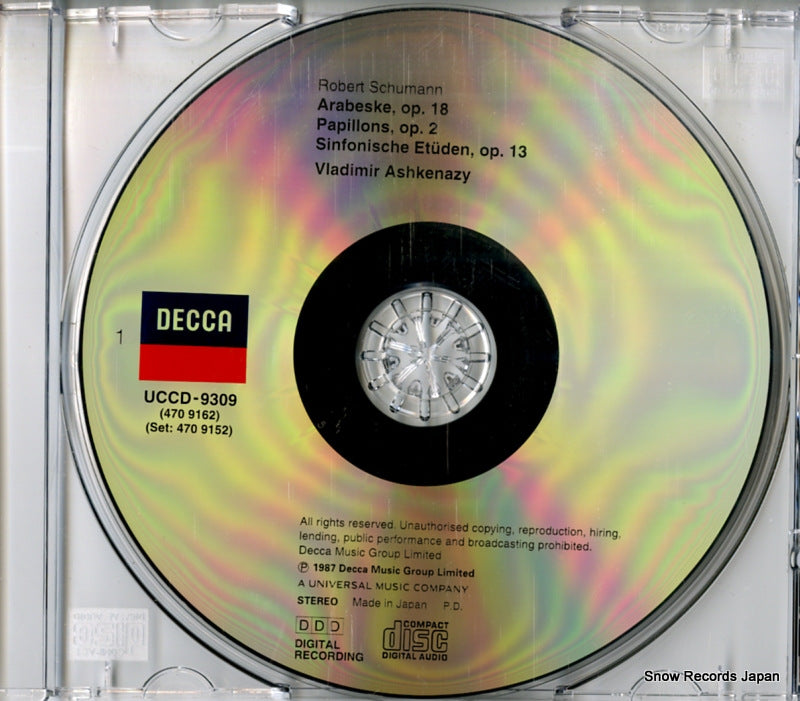 Robert Schumann
Arabeske, op. 18
Papillons, op. 2
Sinfonische Etüden, op. 13
Vladimir Ashkenazy
1
DECCA
UCCD-9309
(470 9162)
(Set: 470 9152)
All rights reserved. Unauthorised copying, reproduction, hiring,
lending, public performance and broadcasting prohibited.
Decca Music Group Limited
Ⓟ 1987 Decca Music Group Limited
A UNIVERSAL MUSIC COMPANY
STEREO Made in Japan P.D.
DDD
DIGITAL
RECORDING
COMPACT
disc
DIGITAL AUDIO
Snow Records Japan